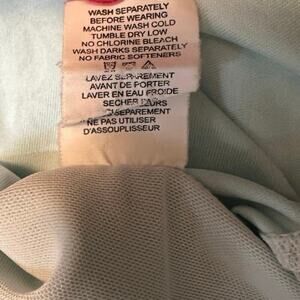 WASH SEPARATELY
BEFORE WEARING
MACHINE WASH COLD
TUMBLE DRY LOW
NO CHLORINE BLEACH
WASH DARKS SEPARATELY
NO FABRIC SOFTENERS
LAVEZ SEPAREMENT
AVANT DE PORTER
LAVER EN EAU FROIDE
SECHER
SEPAREMENT
NE PAS UTILISER
D'ASSOUPLISSEUR